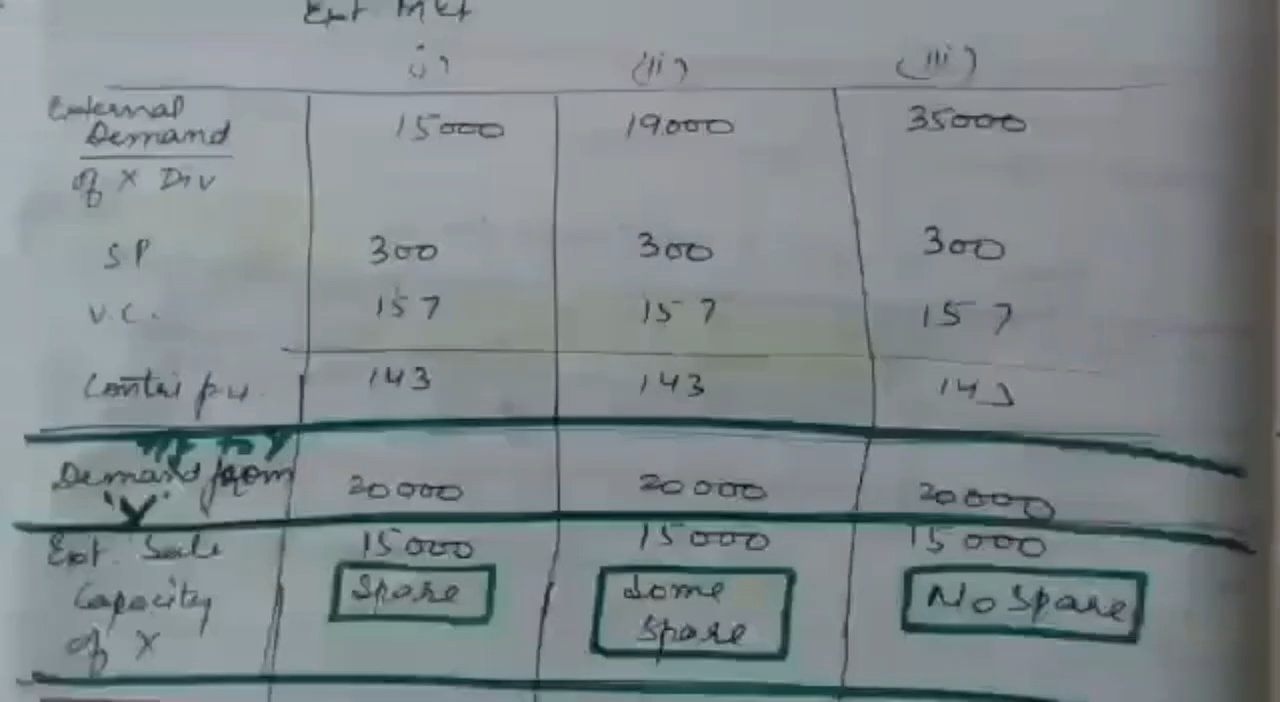 Ext Mkt
(i) (ii) (iii)
External
Demand 15000 19000 35000
of X Div
S.P 300 300 300
V.C. 157 157 157
Contri pu. 143 143 143
T/F to Y
Demand from 20000 20000 20000
'Y'
Ext. Sale 15000 15000 15000
Capacity Spare Some No Spare
of X Spare